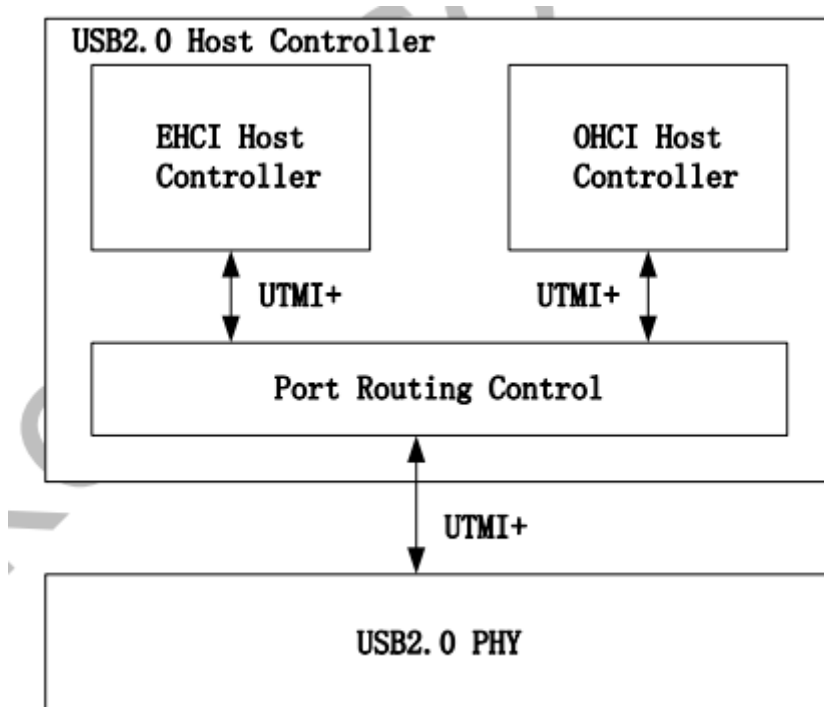 USB2.0 Host Controller
EHCI Host
Controller
OHCI Host
Controller
UTMI+
UTMI+
Port Routing Control
UTMI+
USB2.0 PHY